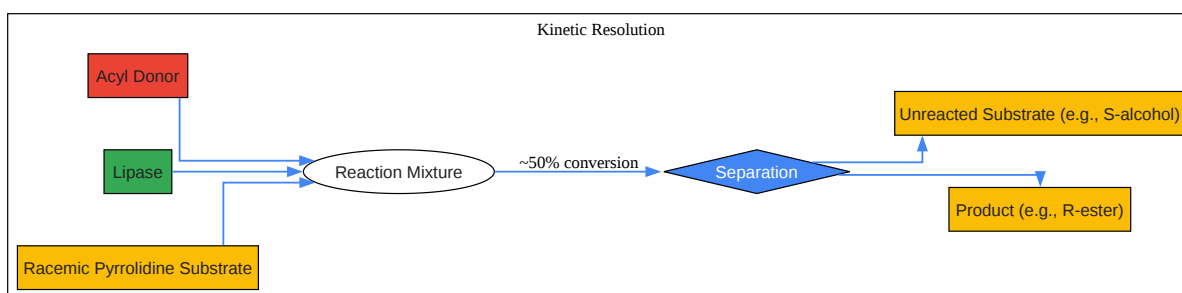 Kinetic Resolution
Acyl Donor
Lipase
Racemic Pyrrolidine Substrate
Reaction Mixture
~50% conversion
Separation
Unreacted Substrate (e.g., S-alcohol)
Product (e.g., R-ester)